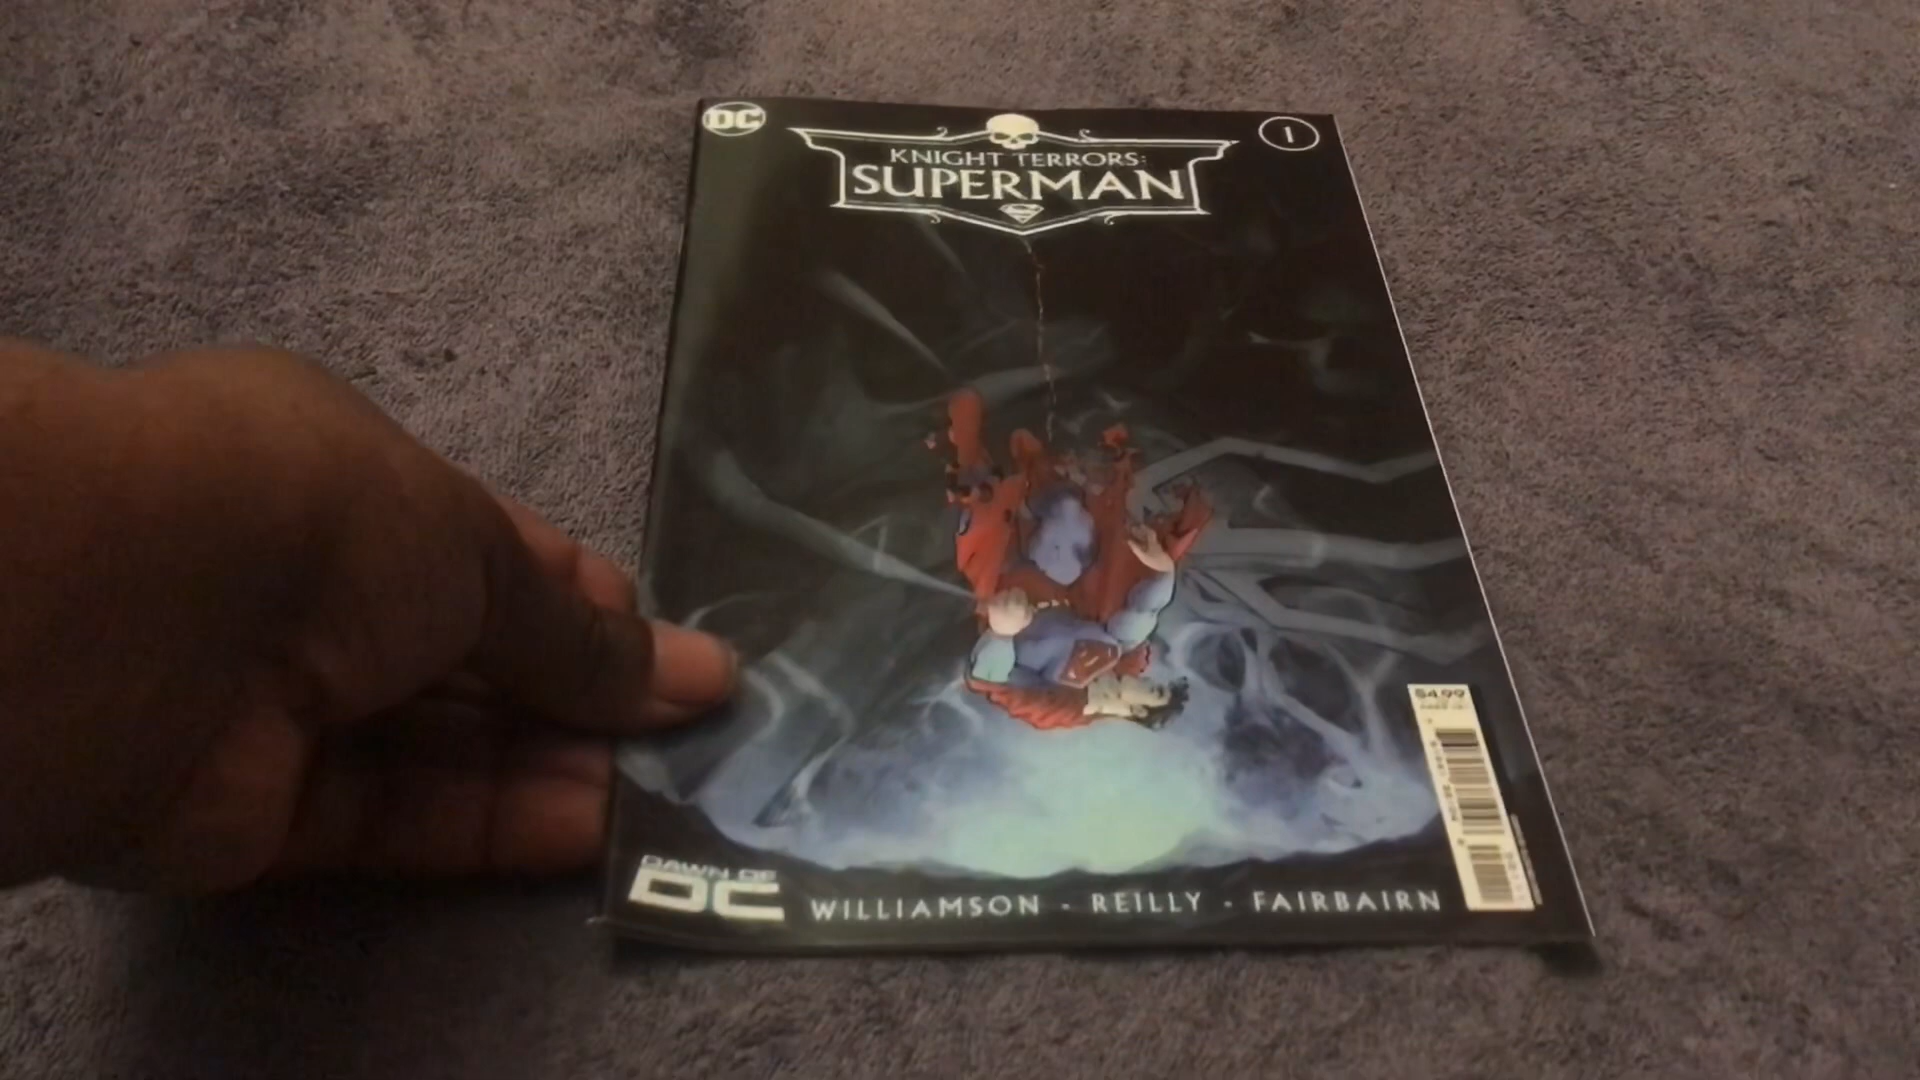 DC
KNIGHT TERRORS:
SUPERMAN
1
$4.99
DAWN OF
DC
WILLIAMSON - REILLY - FAIRBAIRN